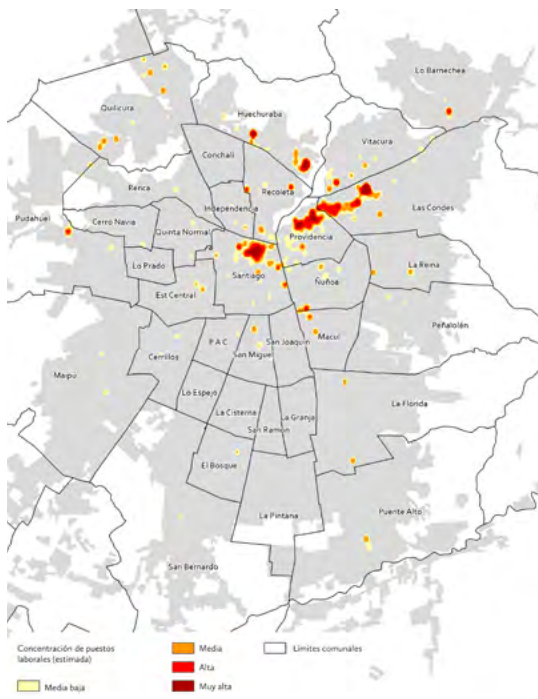 Lo Barnechea
Quilicura
Huechuraba
Vitacura
Conchalí
Renca
Recoleta
Independencia
Las Condes
Pudahuel
Cerro Navia
Quinta Normal
Providencia
Lo Prado
Santiago
La Reina
Ñuñoa
Est Central
Peñalolén
P A C
San Joaquín
Macul
Cerrillos
San Miguel
Maipu
Lo Espejo
La Florida
La Cisterna
La Granja
San Ramón
El Bosque
La Pintana
Puente Alto
San Bernardo
Concentración de puestos
laborales (estimada)
Media baja
Media
Alta
Muy alta
Límites comunales